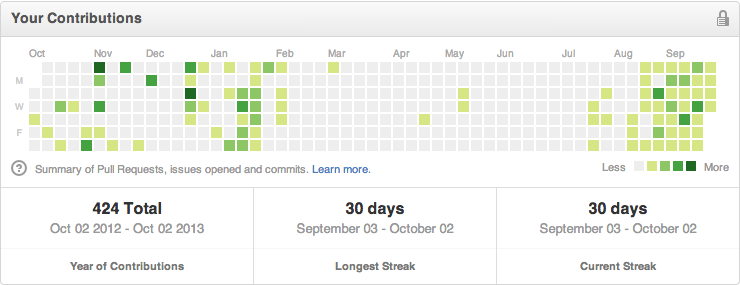 Your Contributions
Oct Nov Dec Jan Feb Mar Apr May Jun Jul Aug Sep
M
W
F
? Summary of Pull Requests, issues opened and commits. Learn more. Less More
424 Total 30 days 30 days
Oct 02 2012 - Oct 02 2013 September 03 - October 02 September 03 - October 02
Year of Contributions Longest Streak Current Streak